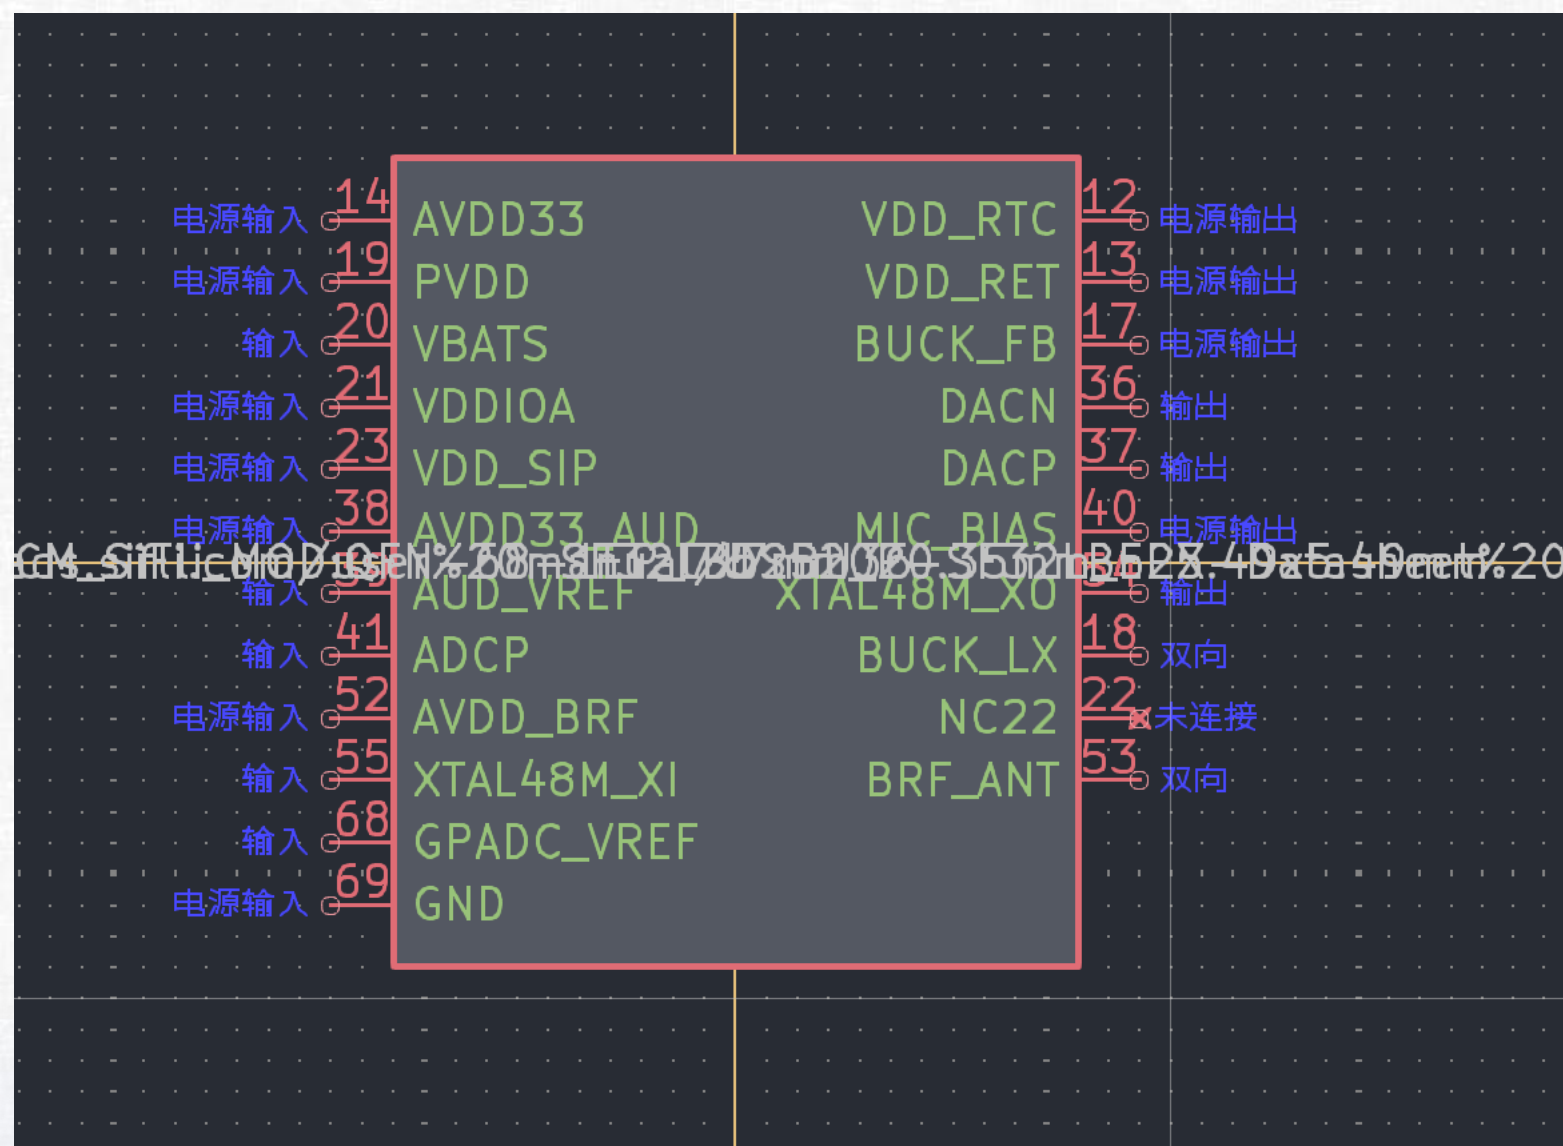 电源输入 14 AVDD33 VDD_RTC 12 电源输出
电源输入 19 PVDD VDD_RET 13 电源输出
输入 20 VBATS BUCK_FB 17 电源输出
电源输入 21 VDDIOA DACN 36 输出
电源输入 23 VDD_SIP DACP 37 输出
电源输入 38 AVDD33_AUD MIC_BIAS 40 电源输出
输入 AUD_VREF XTAL48M_XO 输出
输入 41 ADCP BUCK_LX 18 双向
电源输入 52 AVDD_BRF NC22 22 未连接
输入 55 XTAL48M_XI BRF_ANT 53 双向
输入 68 GPADC_VREF
电源输入 69 GND